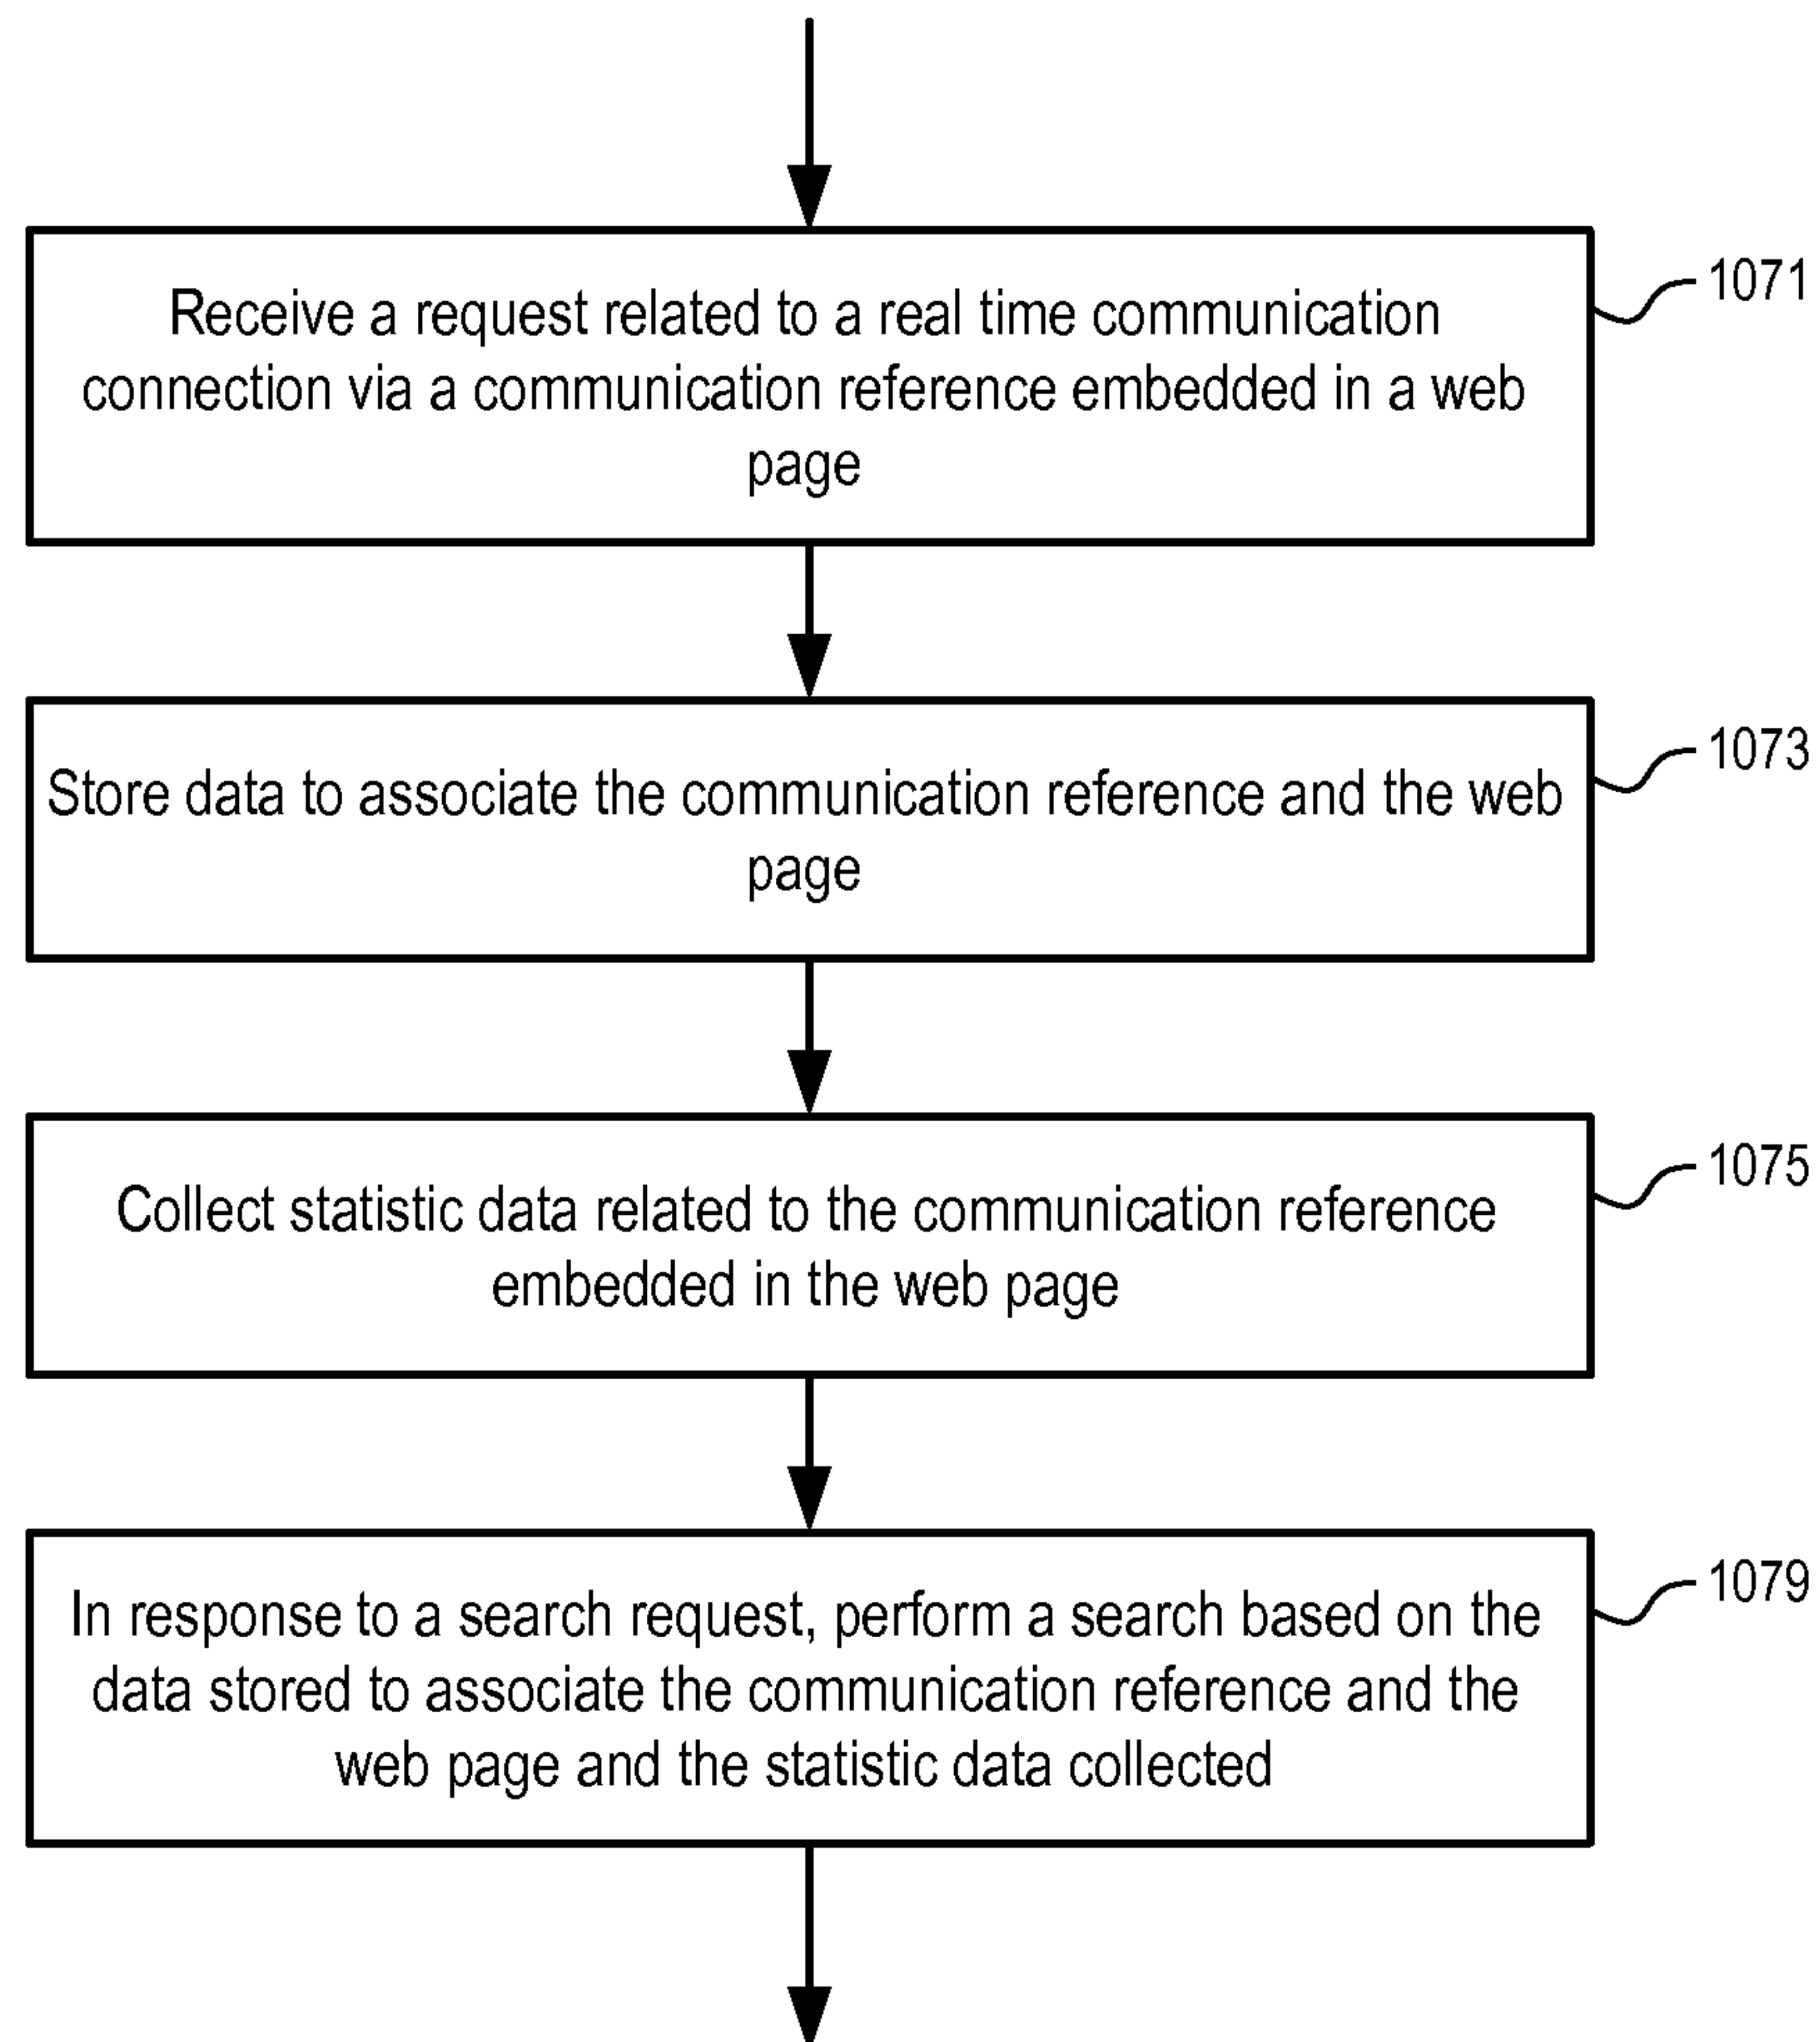 Receive a request related to a real time communication
connection via a communication reference embedded in a web
page
1071
Store data to associate the communication reference and the web
page
1073
Collect statistic data related to the communication reference
embedded in the web page
1075
In response to a search request, perform a search based on the
data stored to associate the communication reference and the
web page and the statistic data collected
1079